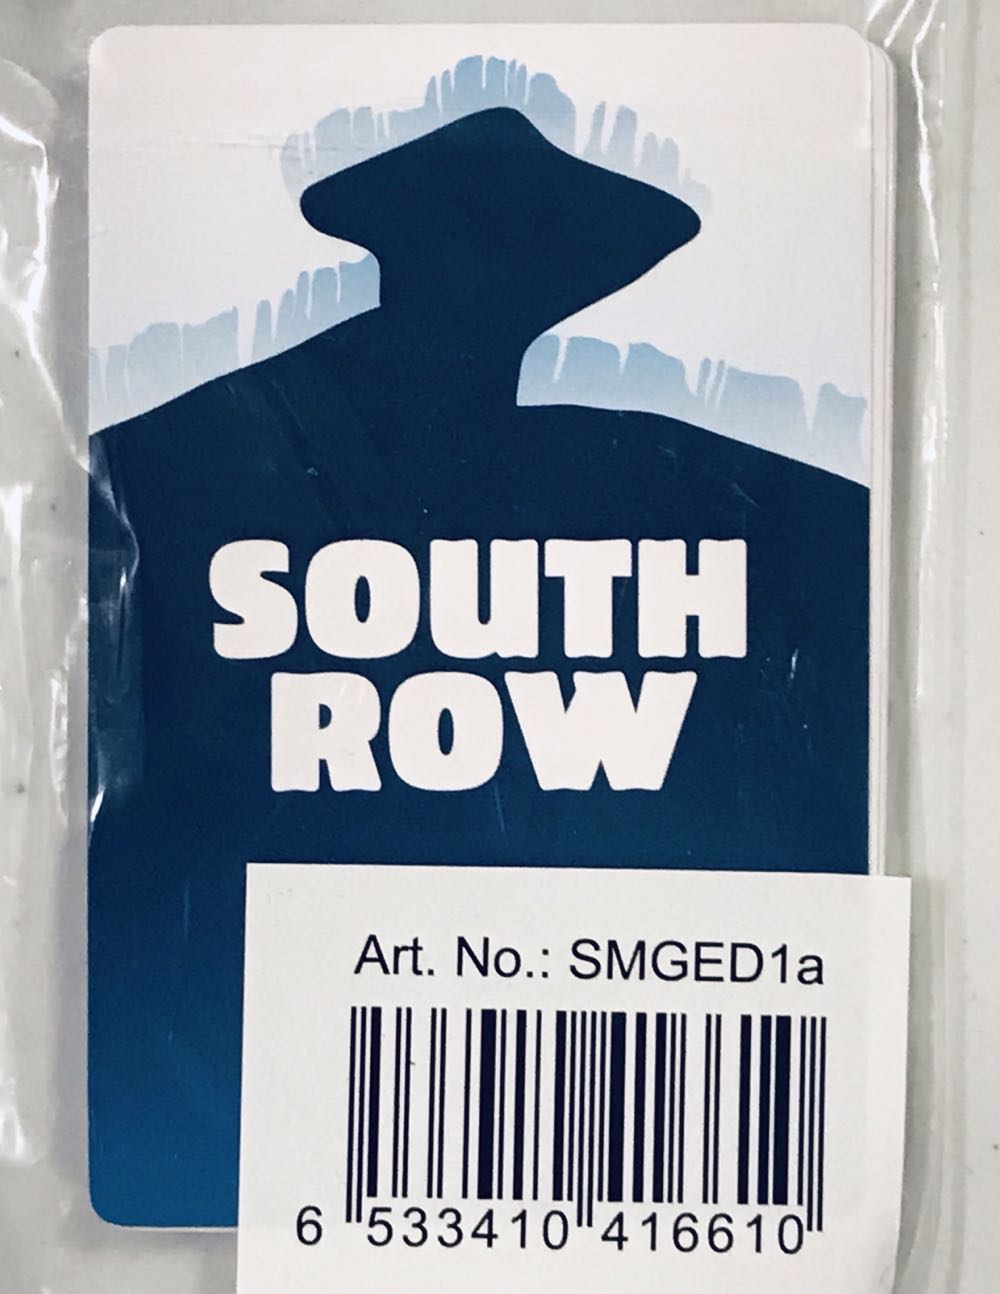 SOUTH
ROW
Art. No.: SMGED1a
6 533410 416610